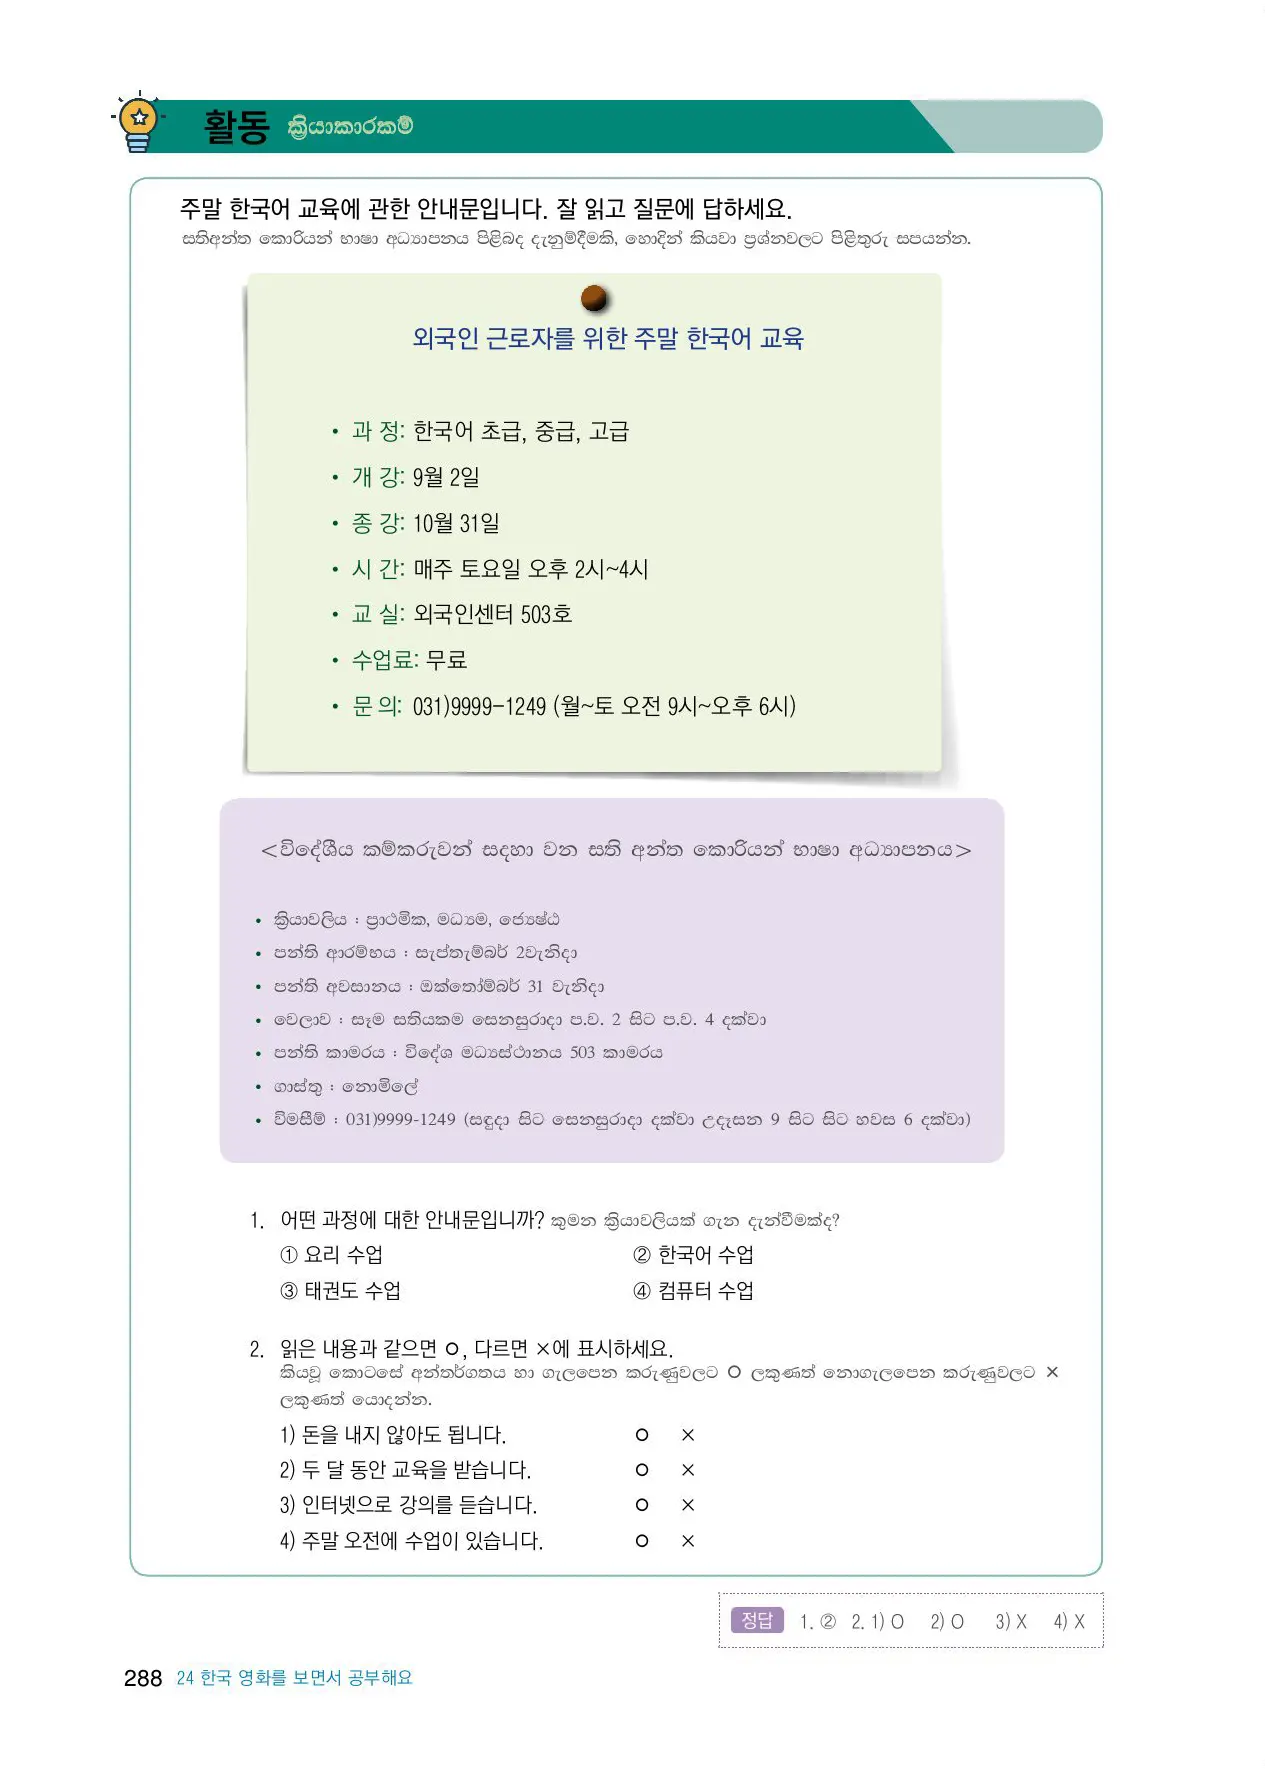 활동 ක්‍රියාකාරකම්
주말 한국어 교육에 관한 안내문입니다. 잘 읽고 질문에 답하세요.
සතිඅන්ත කොරියන් භාෂා අධ්‍යාපනය පිළිබද දැනුම්දීමකි, හොදින් කියවා ප්‍රශ්නවලට පිළිතුරු සපයන්න.
외국인 근로자를 위한 주말 한국어 교육
• 과 정: 한국어 초급, 중급, 고급
• 개 강: 9월 2일
• 종 강: 10월 31일
• 시 간: 매주 토요일 오후 2시~4시
• 교 실: 외국인센터 503호
• 수업료: 무료
• 문 의: 031)9999-1249 (월~토 오전 9시~오후 6시)
<විදේශීය කම්කරුවන් සදහා වන සති අන්ත කොරියන් භාෂා අධ්‍යාපනය>
• ක්‍රියාවලිය : ප්‍රාථමික, මධ්‍යම, ජ්‍යෙෂ්ඨ
• පන්ති ආරම්භය : සැප්තැම්බර් 2වැනිදා
• පන්ති අවසානය : ඔක්තෝම්බර් 31 වැනිදා
• වෙලාව : සෑම සතියකම සෙනසුරාදා ප.ව. 2 සිට ප.ව. 4 දක්වා
• පන්ති කාමරය : විදේශ මධ්‍යස්ථානය 503 කාමරය
• ගාස්තු : නොමිලේ
• විමසීම් : 031)9999-1249 (සඳුදා සිට සෙනසුරාදා දක්වා උදෑසන 9 සිට සිට හවස 6 දක්වා)
1. 어떤 과정에 대한 안내문입니까? කුමන ක්‍රියාවලියක් ගැන දැන්වීමක්ද?
① 요리 수업 ② 한국어 수업
③ 태권도 수업 ④ 컴퓨터 수업
2. 읽은 내용과 같으면 O, 다르면 ×에 표시하세요.
කියවූ කොටසේ අන්තර්ගතය හා ගැලපෙන කරුණුවලට O ලකුණත් නොගැලපෙන කරුණුවලට ×
ලකුණත් යොදන්න.
1) 돈을 내지 않아도 됩니다. O ×
2) 두 달 동안 교육을 받습니다. O ×
3) 인터넷으로 강의를 듣습니다. O ×
4) 주말 오전에 수업이 있습니다. O ×
정답 1. ② 2. 1) O 2) O 3) X 4) X
288 24 한국 영화를 보면서 공부해요